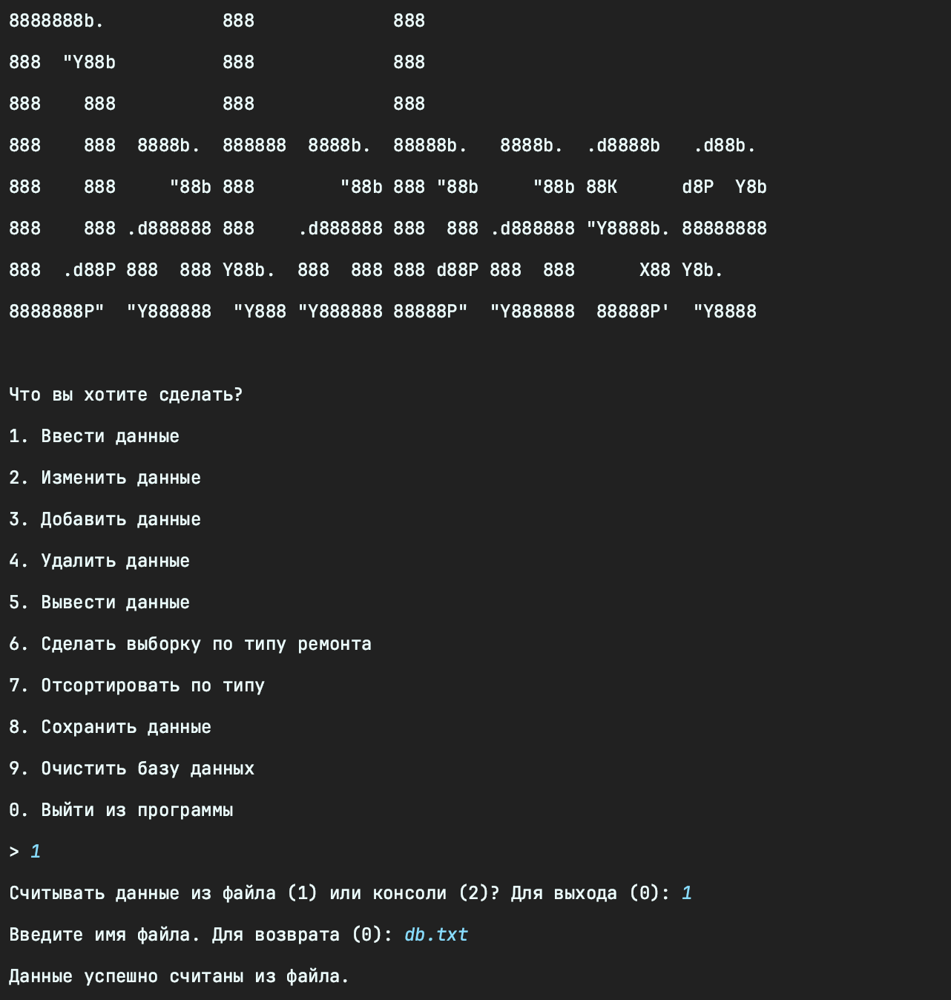 8888888b.           888             888
888  "Y88b          888             888
888    888          888             888
888    888  8888b.  888888  8888b.  88888b.   8888b.  .d8888b   .d88b.
888    888     "88b 888        "88b 888 "88b     "88b 88K      d8P  Y8b
888    888 .d888888 888    .d888888 888  888 .d888888 "Y8888b. 88888888
888  .d88P 888  888 Y88b.  888  888 888 d88P 888  888      X88 Y8b.
8888888P"  "Y888888  "Y888 "Y888888 88888P"  "Y888888  88888P'  "Y8888
Что вы хотите сделать?
1. Ввести данные
2. Изменить данные
3. Добавить данные
4. Удалить данные
5. Вывести данные
6. Сделать выборку по типу ремонта
7. Отсортировать по типу
8. Сохранить данные
9. Очистить базу данных
0. Выйти из программы
> 1
Считывать данные из файла (1) или консоли (2)? Для выхода (0): 1
Введите имя файла. Для возврата (0): db.txt
Данные успешно считаны из файла.